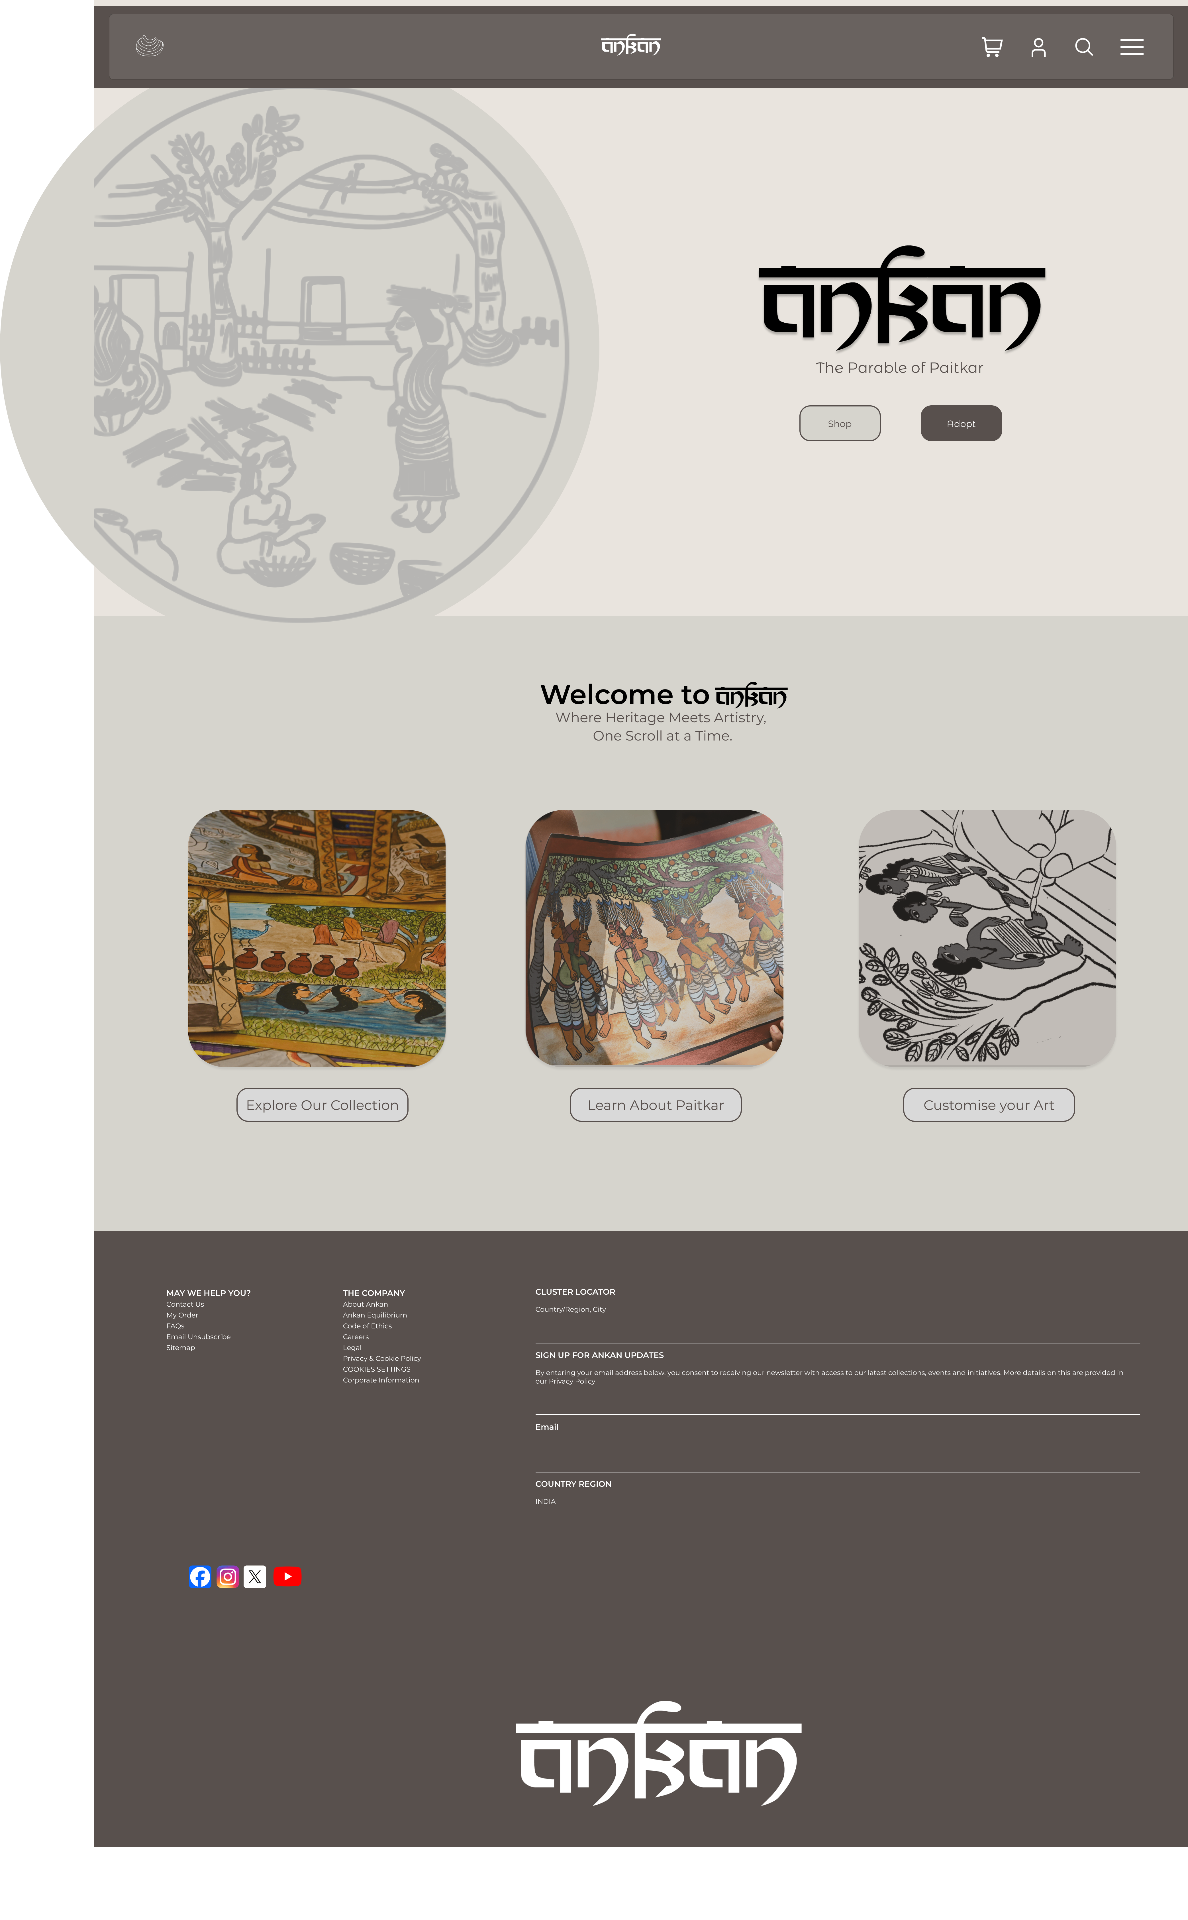 ankan
ankan
The Parable of Paitkar
Shop
Adopt
Welcome to ankan
Where Heritage Meets Artistry,
One Scroll at a Time.
Explore Our Collection
Learn About Paitkar
Customise your Art
MAY WE HELP YOU?
Contact Us
My Order
FAQs
Email Unsubscribe
Sitemap
THE COMPANY
About Ankan
Ankan Equilibrium
Code of Ethics
Careers
Legal
Privacy & Cookie Policy
COOKIES SETTINGS
Corporate Information
CLUSTER LOCATOR
Country/Region, City
SIGN UP FOR ANKAN UPDATES
By entering your email address below, you consent to receiving our newsletter with access to our latest collections, events and initiatives. More details on this are provided in
our Privacy Policy
Email
COUNTRY REGION
INDIA
ankan